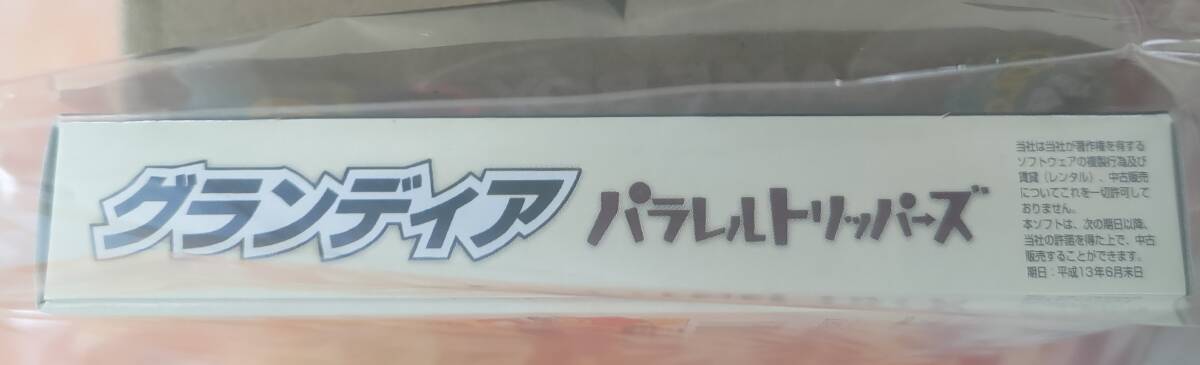 グランディア パラレルトリッパーズ
当社は当社が著作権を有する
ソフトウェアの複製行為及び
賃貸(レンタル)、中古販売
についてこれを一切許可して
おりません。
本ソフトは、次の期日以降、
当社の許諾を得た上で、中古
販売することができます。
期日:平成13年6月末日